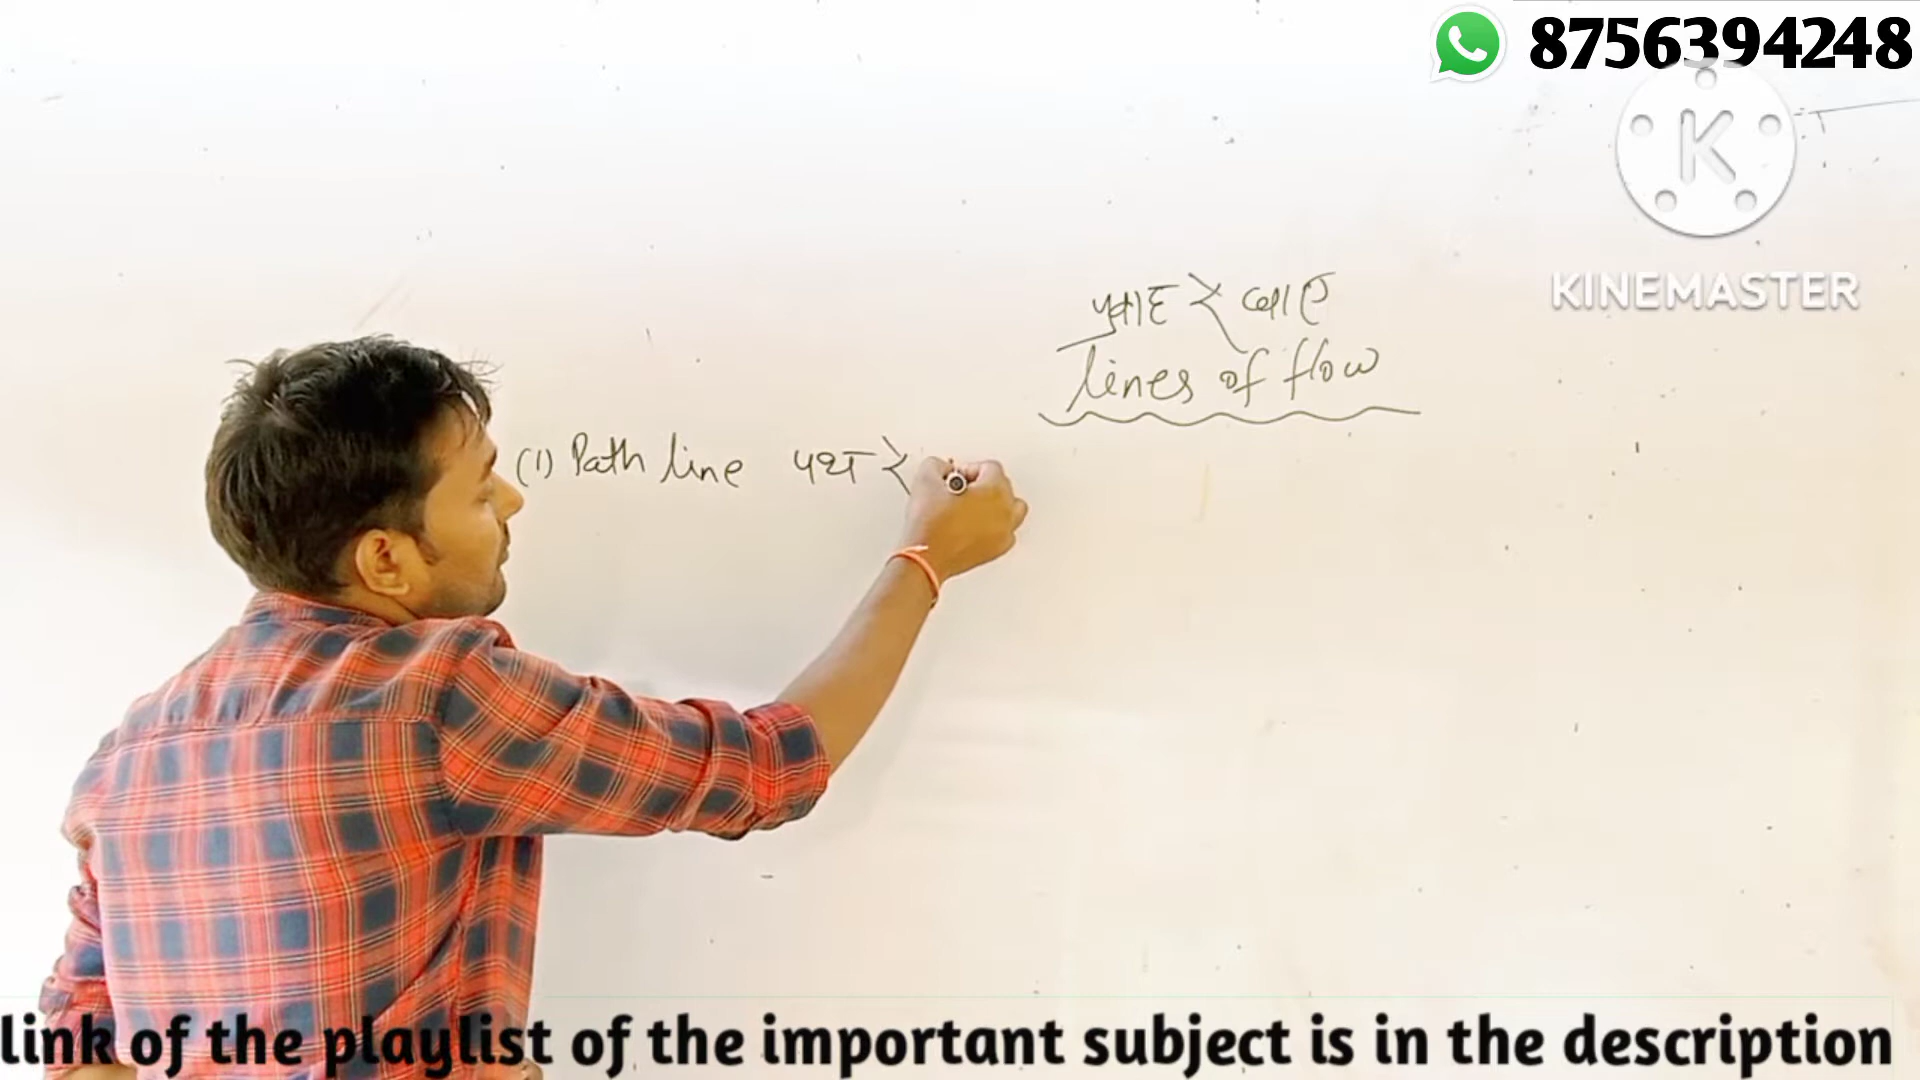 8756394248
KINEMASTER
प्रवाह रेखाएँ
lines of flow
(1) Path line पथ रे
link of the playlist of the important subject is in the description